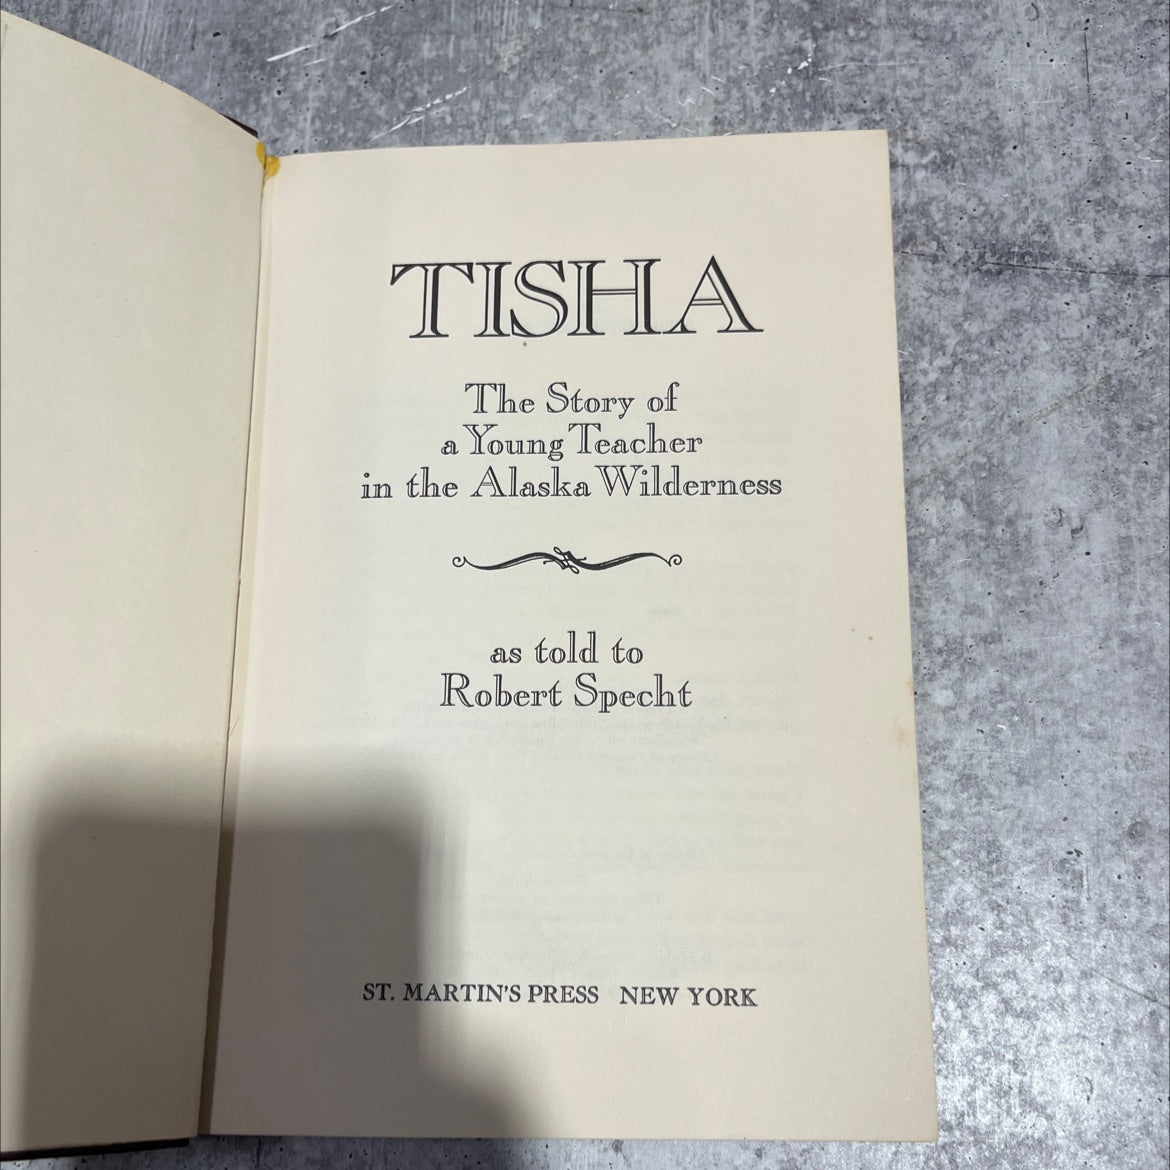 TISHA
The Story of
a Young Teacher
in the Alaska Wilderness
as told to
Robert Specht
ST. MARTIN'S PRESS NEW YORK